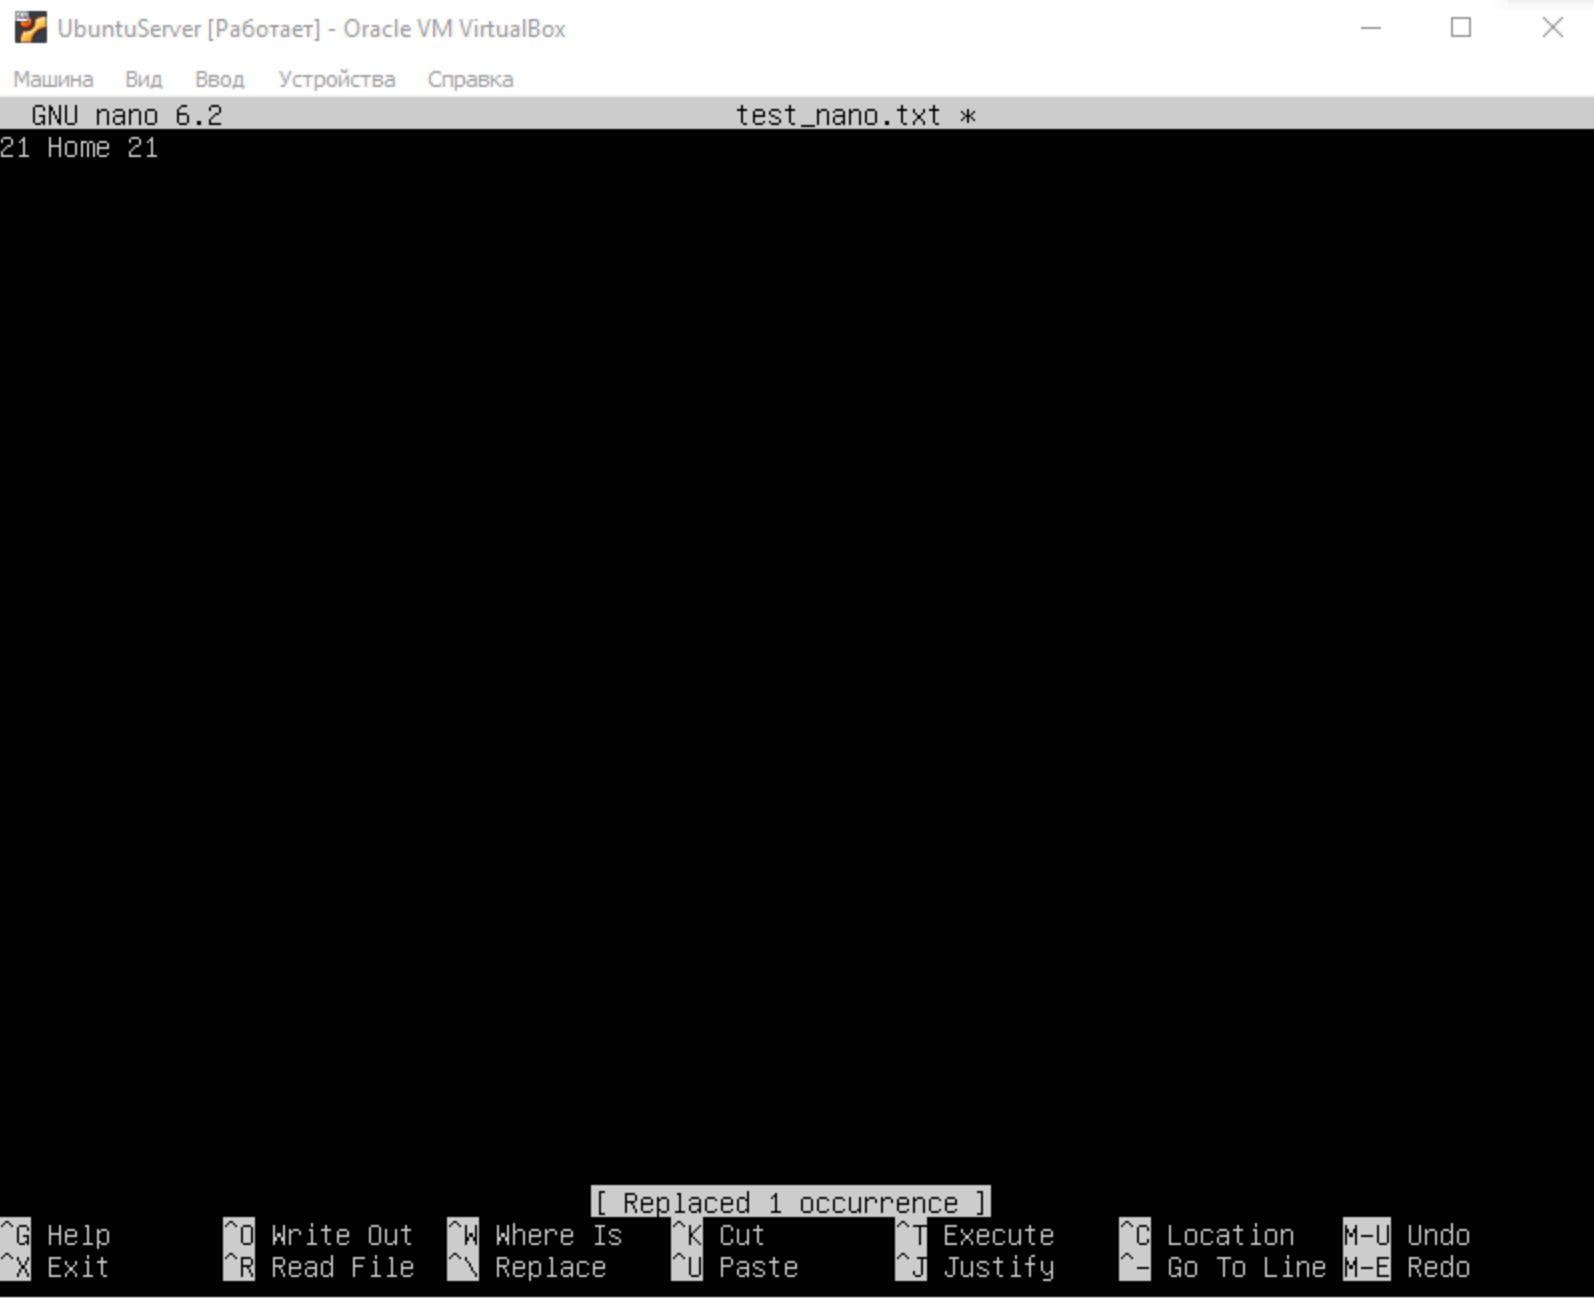 UbuntuServer [Работает] - Oracle VM VirtualBox
Машина Вид Ввод Устройства Справка
GNU nano 6.2 test_nano.txt *
21 Home 21
[ Replaced 1 occurrence ]
^G Help ^O Write Out ^W Where Is ^K Cut ^T Execute ^C Location M-U Undo
^X Exit ^R Read File ^\ Replace ^U Paste ^J Justify ^- Go To Line M-E Redo